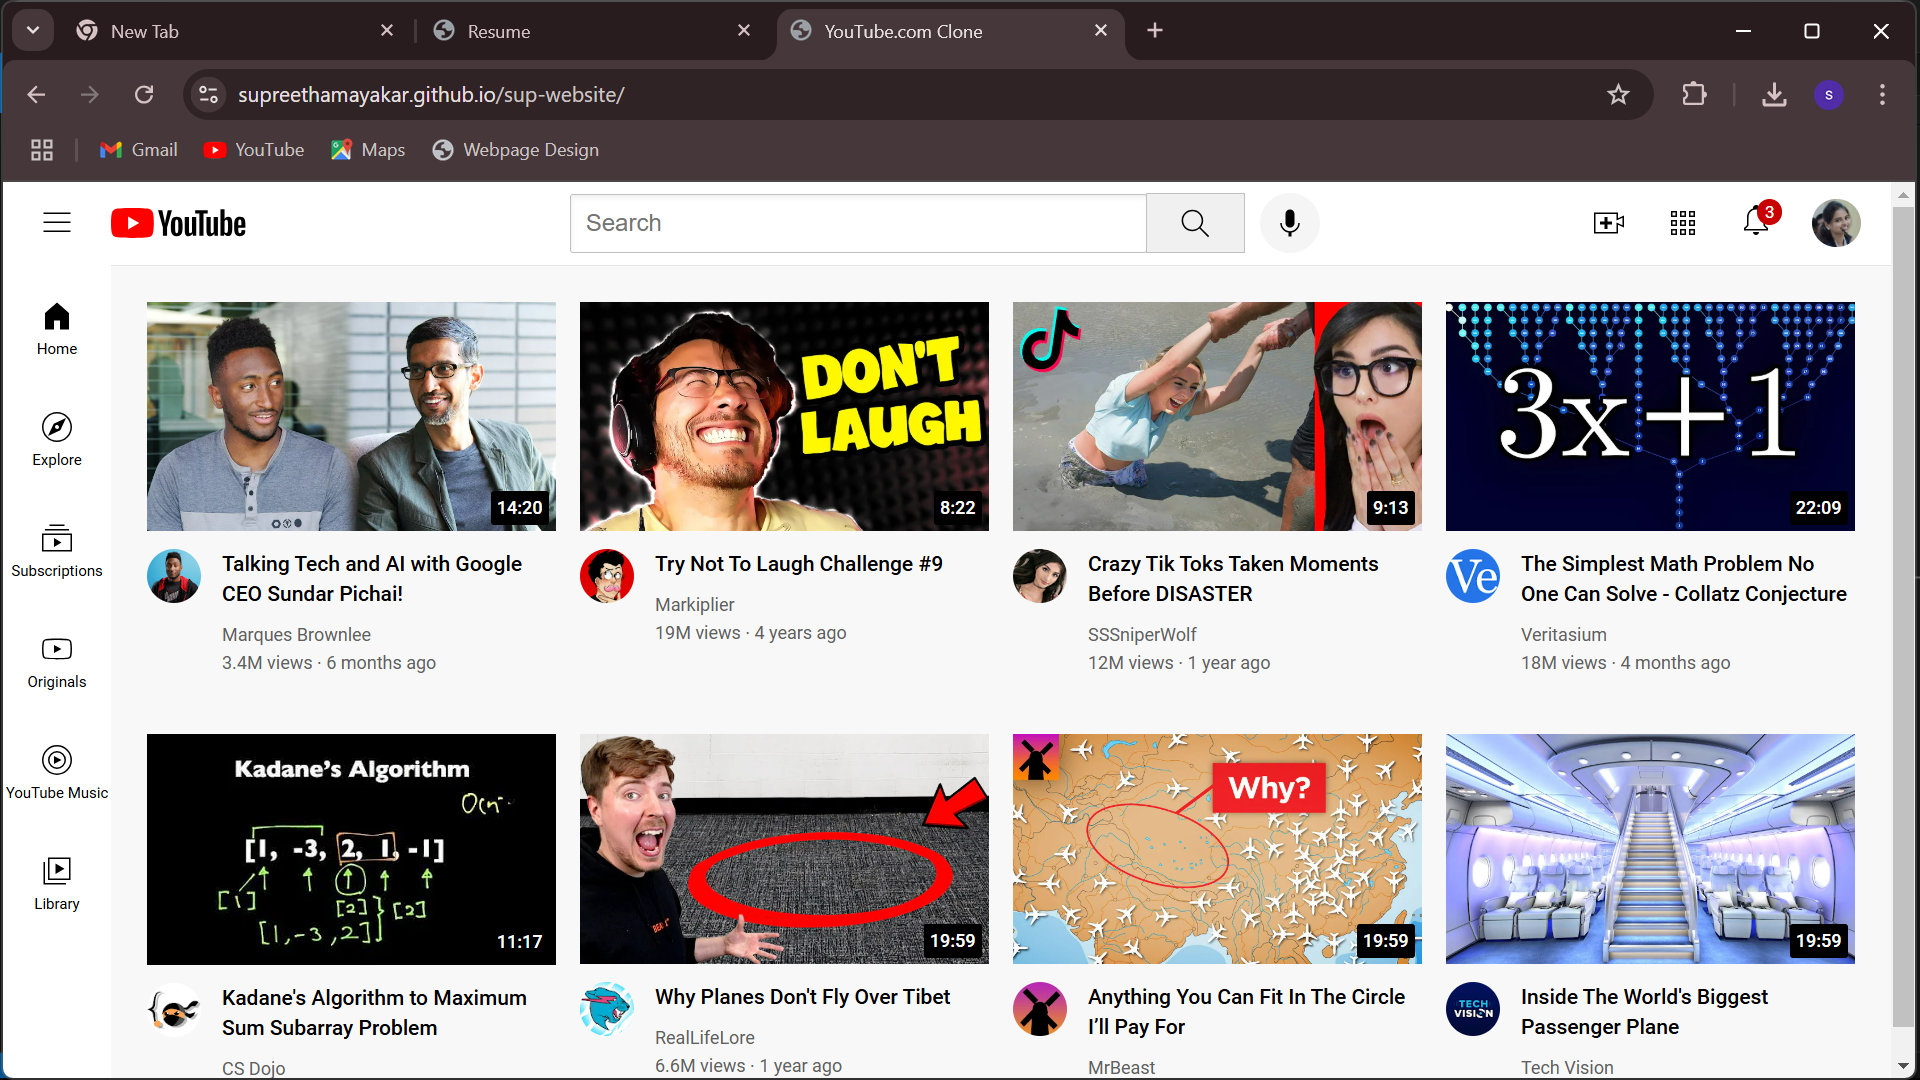 New Tab
Resume
YouTube.com Clone
supreethamayakar.github.io/sup-website/
S
Gmail
YouTube
Maps
Webpage Design
YouTube
Search
3
Home
Explore
Subscriptions
Originals
YouTube Music
Library
14:20
Talking Tech and AI with Google
CEO Sundar Pichai!
Marques Brownlee
3.4M views · 6 months ago
DON'T
LAUGH
8:22
Try Not To Laugh Challenge #9
Markiplier
19M views · 4 years ago
9:13
Crazy Tik Toks Taken Moments
Before DISASTER
SSSniperWolf
12M views · 1 year ago
3x+1
22:09
Ve
The Simplest Math Problem No
One Can Solve - Collatz Conjecture
Veritasium
18M views · 4 months ago
Kadane's Algorithm
[1, -3, 2, 1, -1]
[1] [2] [2]
[1,-3,2]
11:17
Kadane's Algorithm to Maximum
Sum Subarray Problem
CS Dojo
19:59
Why Planes Don't Fly Over Tibet
RealLifeLore
6.6M views · 1 year ago
Why?
19:59
Anything You Can Fit In The Circle
I’ll Pay For
MrBeast
19:59
TECH
VISION
Inside The World's Biggest
Passenger Plane
Tech Vision